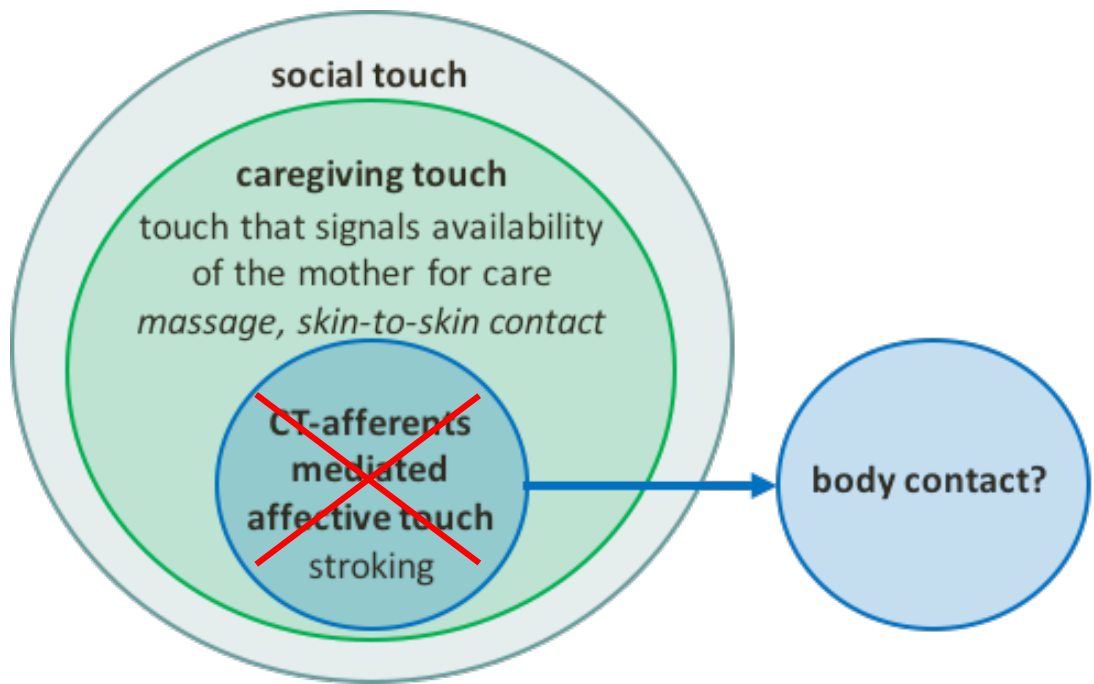 social touch
caregiving touch
touch that signals availability
of the mother for care
massage, skin-to-skin contact
CT-afferents
mediated
affective touch
stroking
body contact?